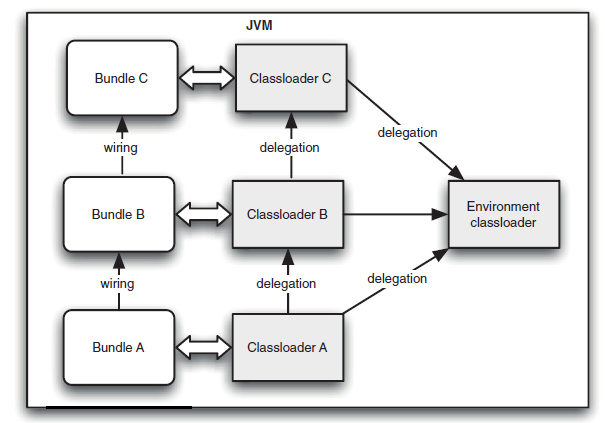 JVM
Bundle C
Classloader C
delegation
wiring
delegation
Bundle B
Classloader B
Environment
classloader
wiring
delegation
delegation
Bundle A
Classloader A